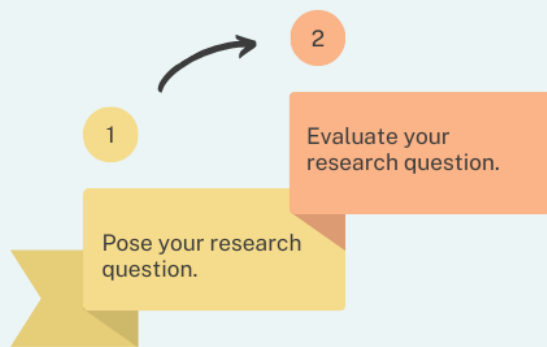 1
Pose your research
question.
2
Evaluate your
research question.